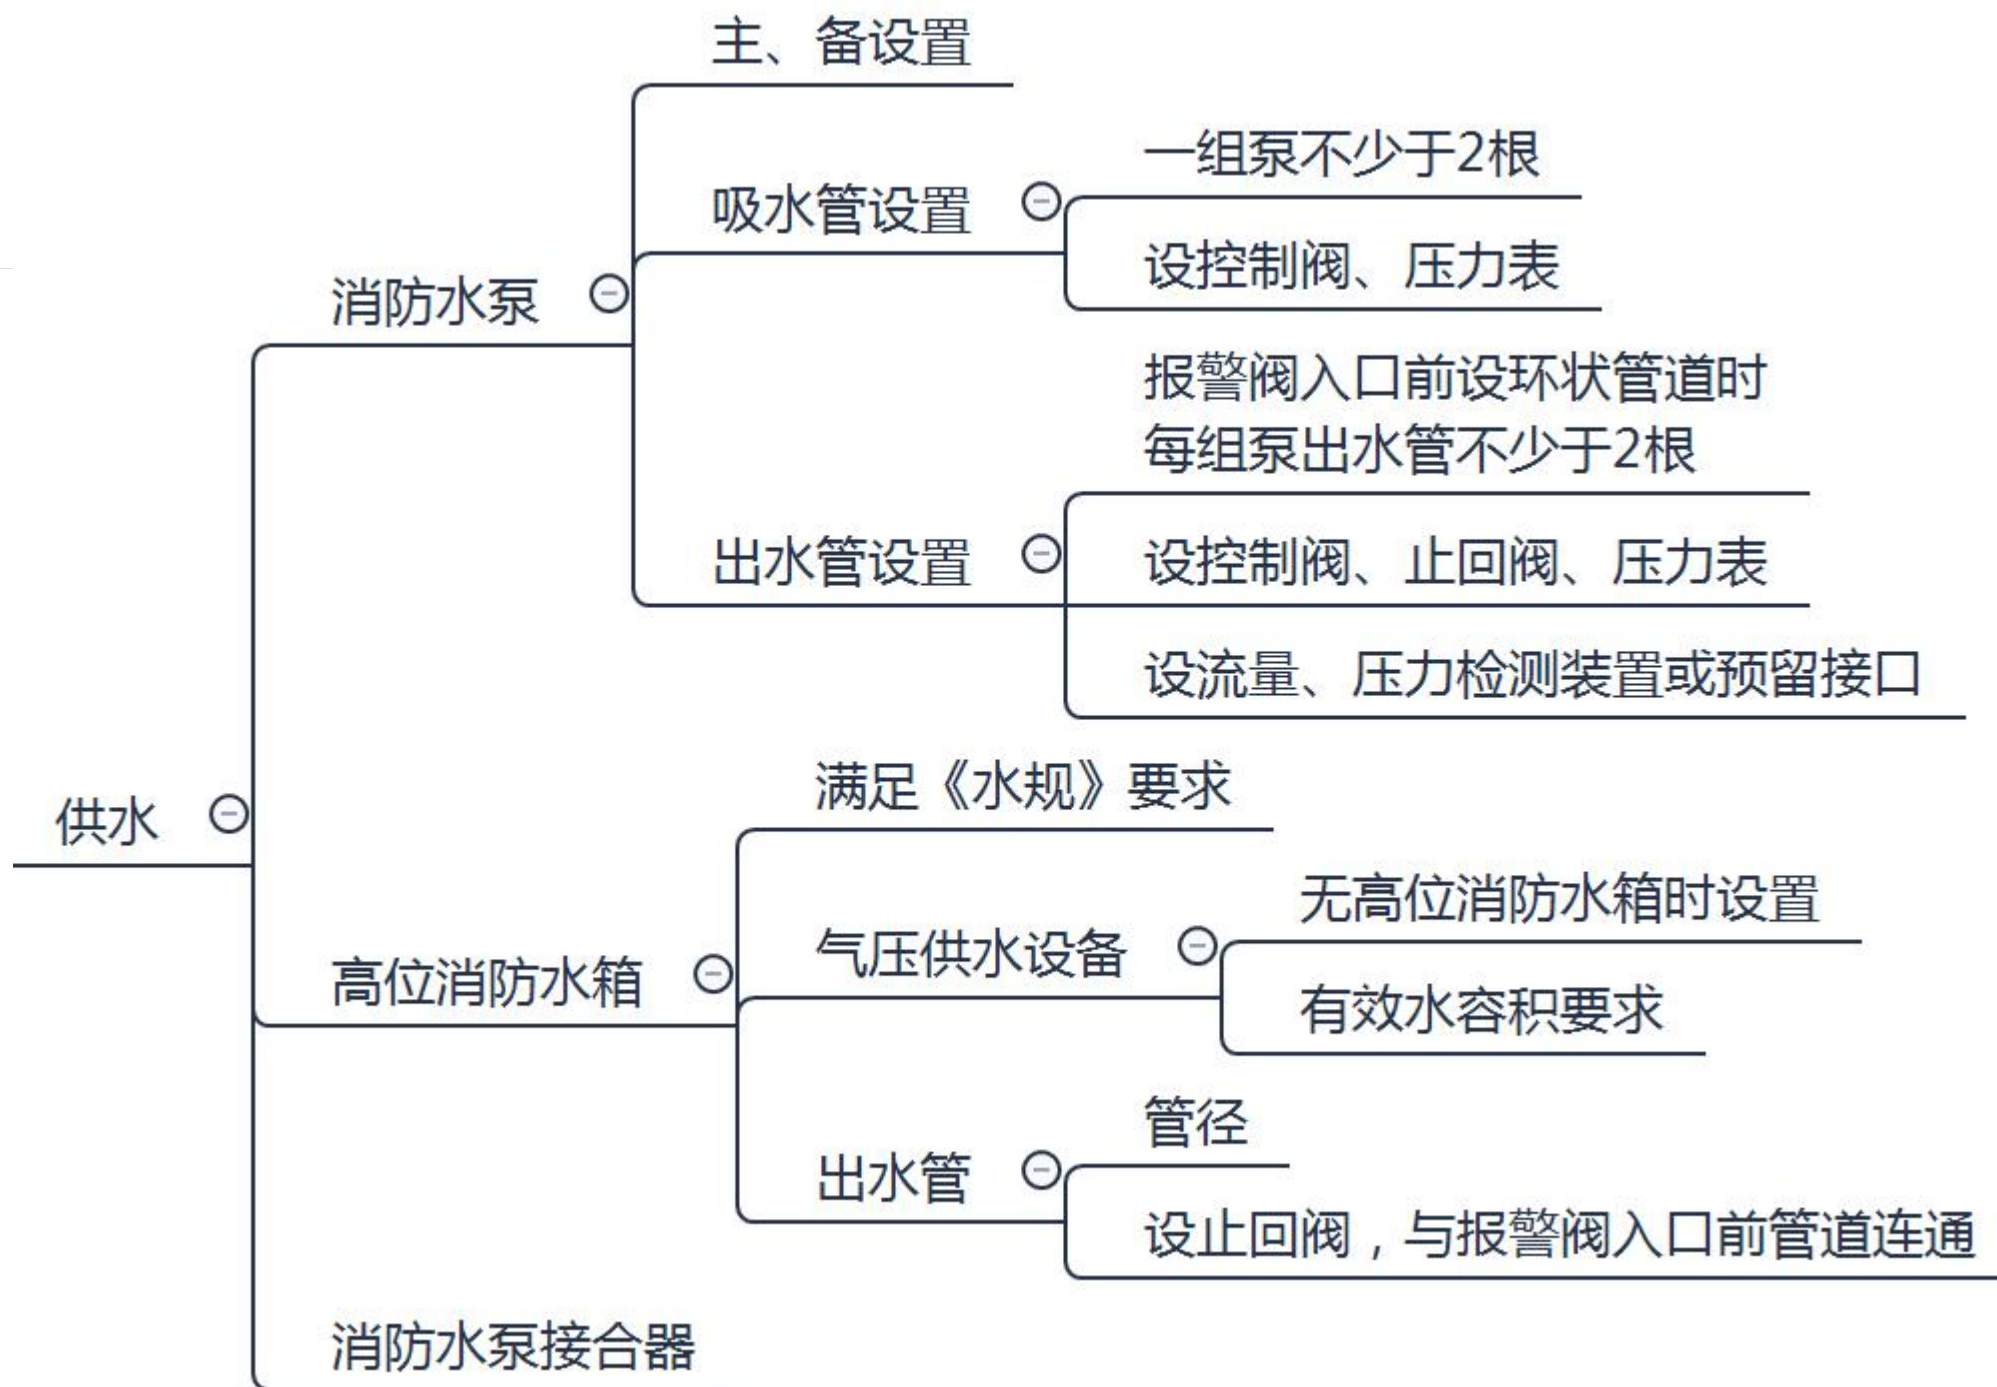 主、备设置
一组泵不少于2根
吸水管设置
设控制阀、压力表
消防水泵
报警阀入口前设环状管道时
每组泵出水管不少于2根
出水管设置
设控制阀、止回阀、压力表
设流量、压力检测装置或预留接口
供水
满足《水规》要求
无高位消防水箱时设置
气压供水设备
有效水容积要求
高位消防水箱
管径
出水管
设止回阀，与报警阀入口前管道连通
消防水泵接合器